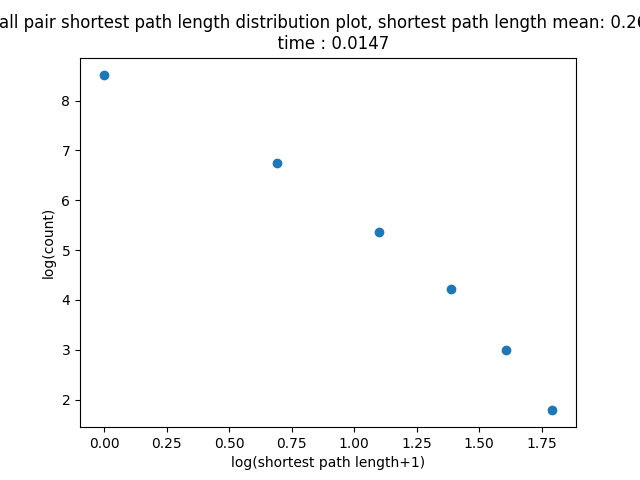 all pair shortest path length distribution plot, shortest path length mean: 0.26
time : 0.0147
8
7
6
5
4
3
2
log(count)
0.00 0.25 0.50 0.75 1.00 1.25 1.50 1.75
log(shortest path length+1)